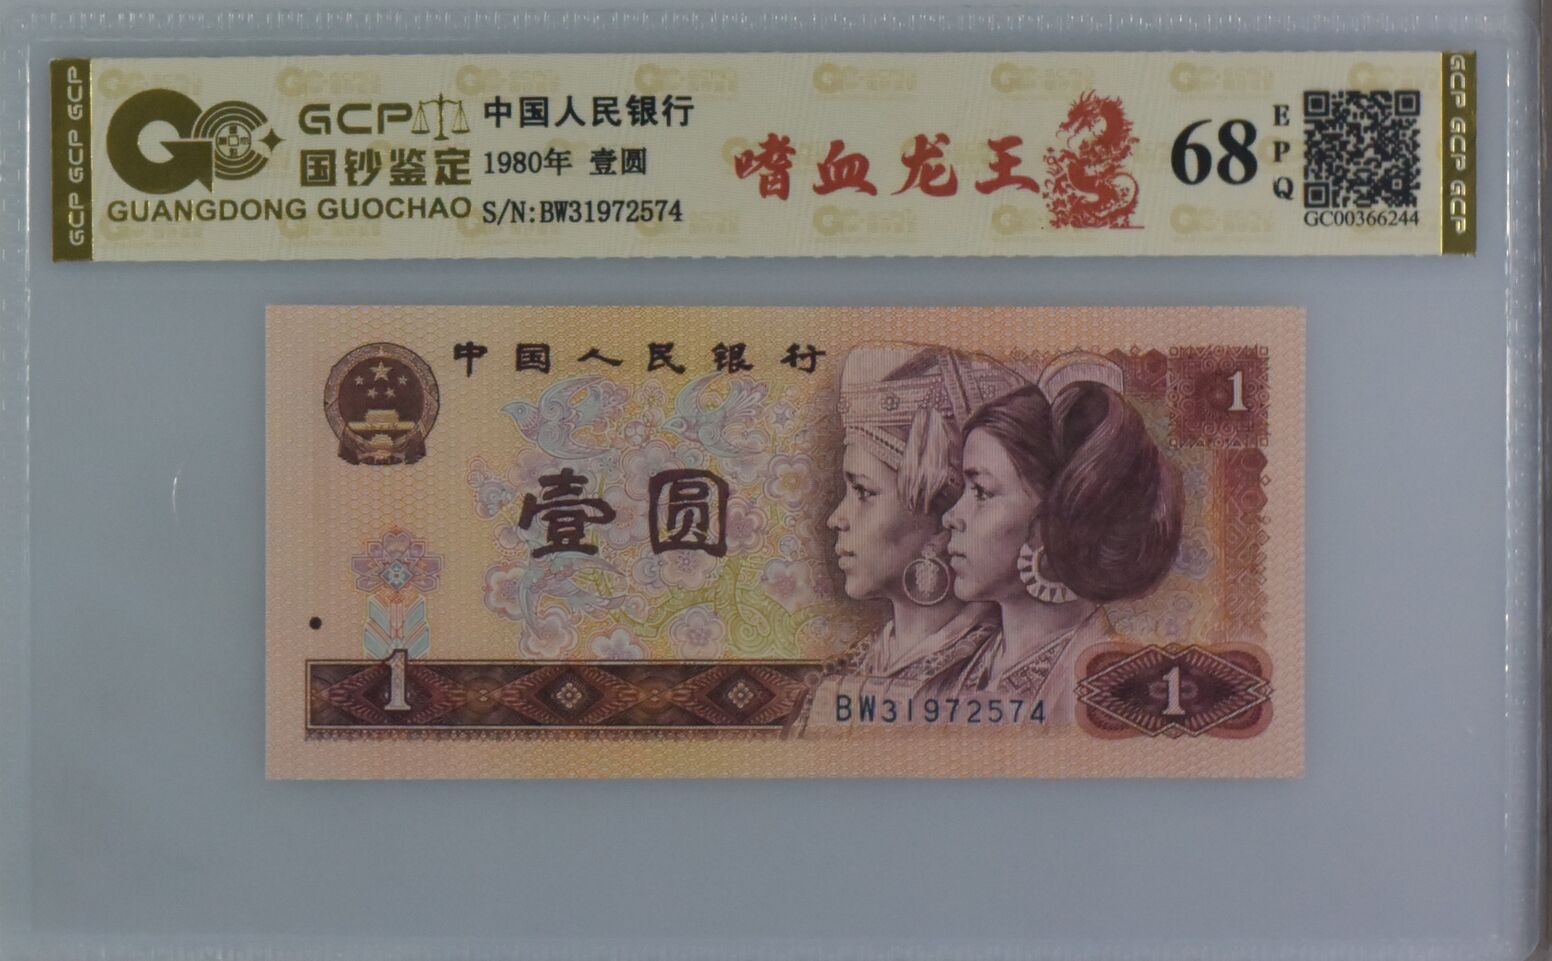 GCP GCP GCP
GCP
国钞鉴定
GUANGDONG GUOCHAO
中国人民银行
1980年 壹圆
S/N:BW31972574
嗜血龙王
68
EPQ
GC00366244
GCP GCP GCP
中国人民银行
1
壹圆
1
BW31972574
1